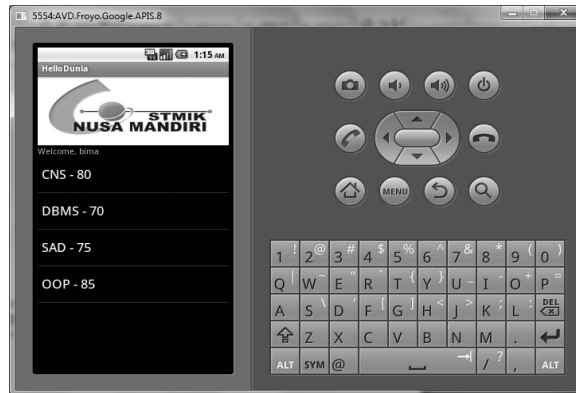 5554:AVD.Froyo.Google.APIS.8
3G 1:15 AM
HelloDunia
STMIK
NUSA MANDIRI
Welcome, bima
CNS - 80
DBMS - 70
SAD - 75
OOP - 85
MENU
1 ! 2 @ 3 # 4 $ 5 % 6 ^ 7 & 8 * 9 ( 0 )
Q | W ~ E " R ` T { Y } U _ I - O + P =
A S \ D ' F [ G ] H < J > K ; L : DEL
Z X C V B N M .
ALT SYM @ / ? , ALT